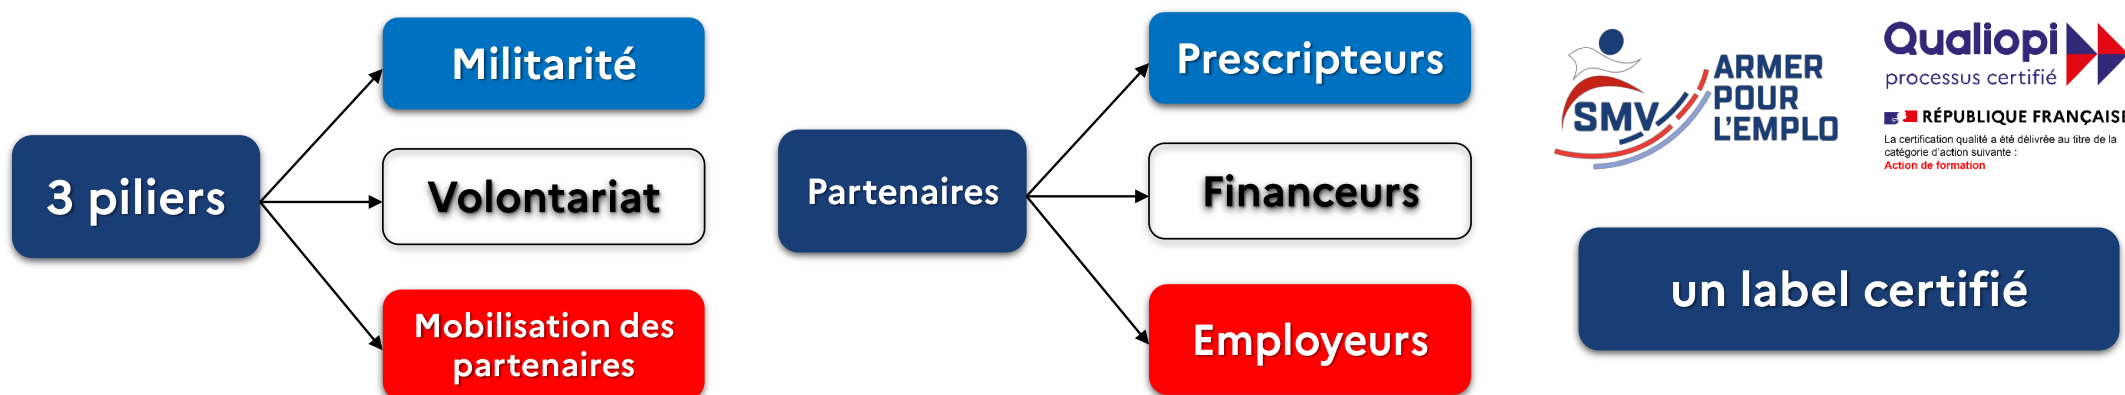 3 piliers
Militarité
Volontariat
Mobilisation des
partenaires
Partenaires
Prescripteurs
Financeurs
Employeurs
SMV
ARMER
POUR
L'EMPLO
Qualiopi
processus certifié
RÉPUBLIQUE FRANÇAISE
La certification qualité a été délivrée au titre de la
catégorie d'action suivante :
Action de formation
un label certifié